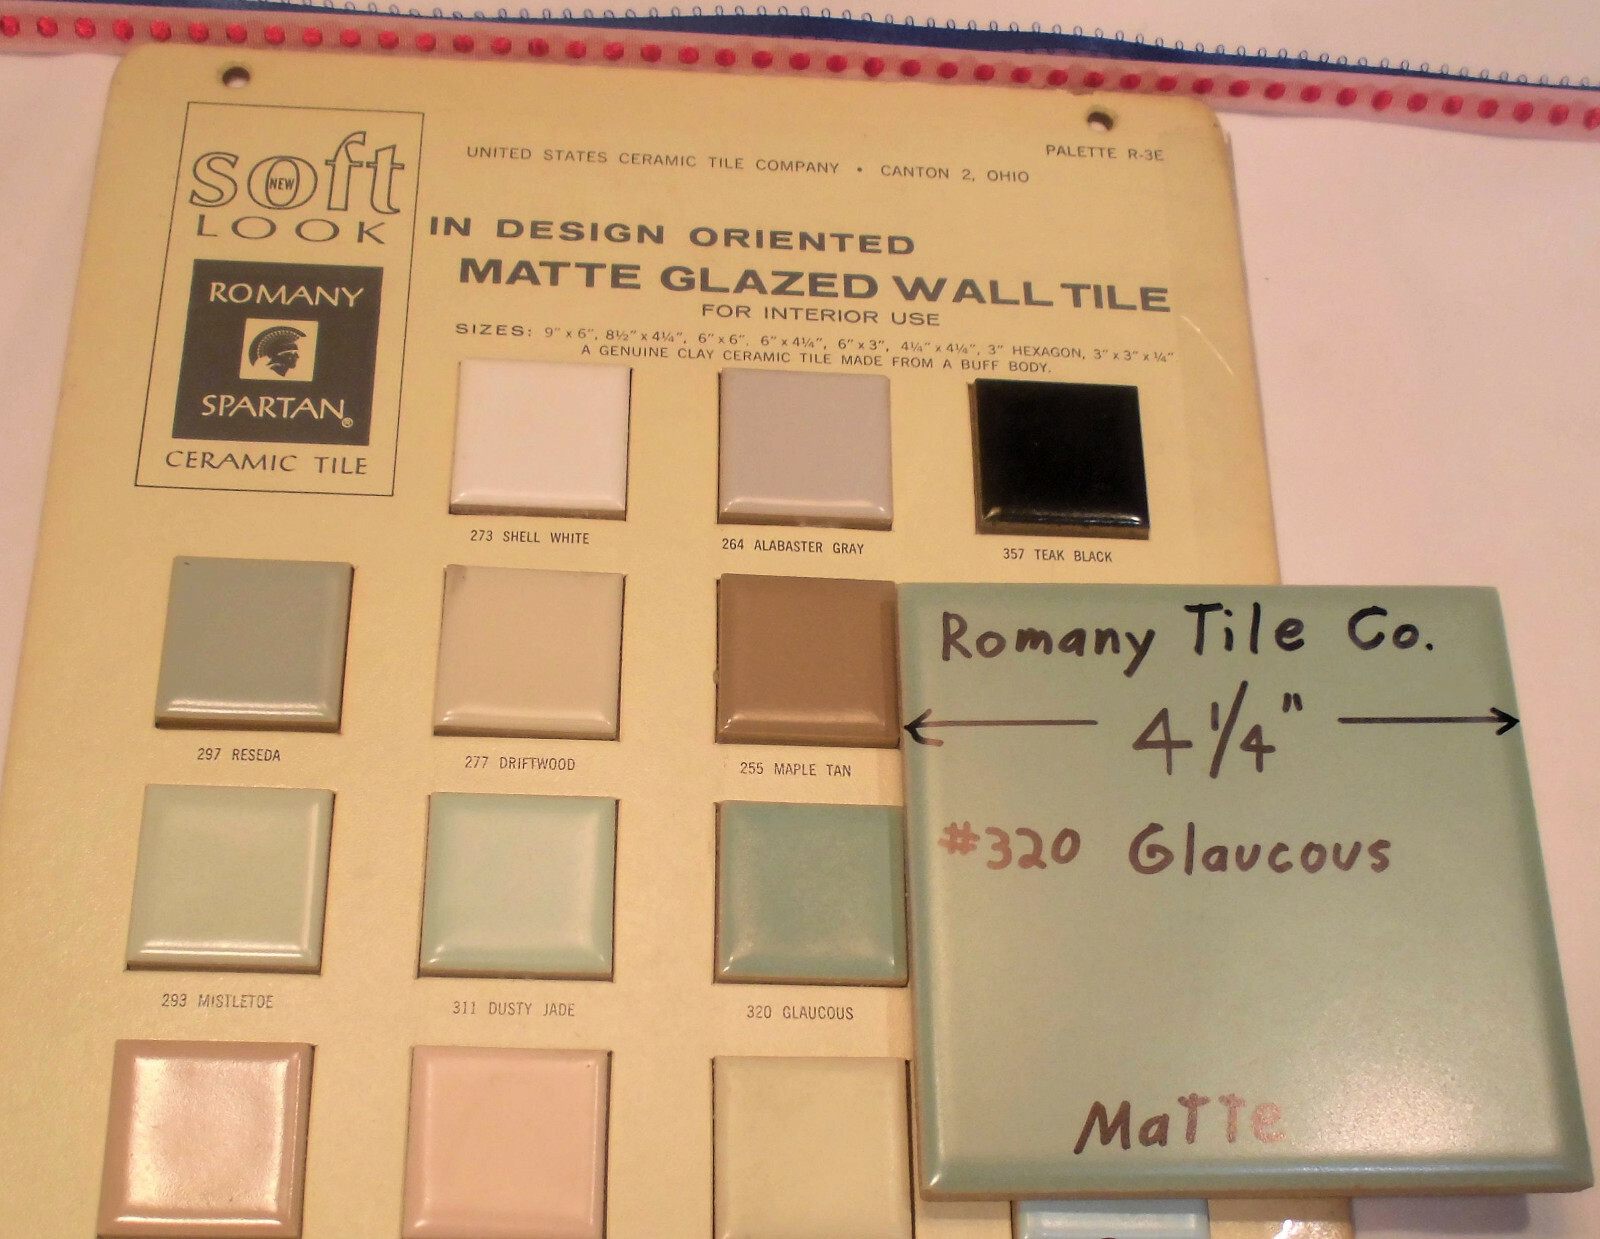 soft
NEW
LOOK
ROMANY
SPARTAN®
CERAMIC TILE
UNITED STATES CERAMIC TILE COMPANY • CANTON 2, OHIO
PALETTE R-3E
IN DESIGN ORIENTED
MATTE GLAZED WALL TILE
FOR INTERIOR USE
SIZES: 9" x 6", 8½" x 4¼", 6" x 6". 6" x 4¼", 6" x 3", 4¼" x 4¼", 3" HEXAGON, 3" x 3" x ¼"
A GENUINE CLAY CERAMIC TILE MADE FROM A BUFF BODY.
273 SHELL WHITE
264 ALABASTER GRAY
357 TEAK BLACK
297 RESEDA
277 DRIFTWOOD
255 MAPLE TAN
293 MISTLETOE
311 DUSTY JADE
320 GLAUCOUS
Romany Tile Co.
4 1/4"
#320 Glaucous
Matte